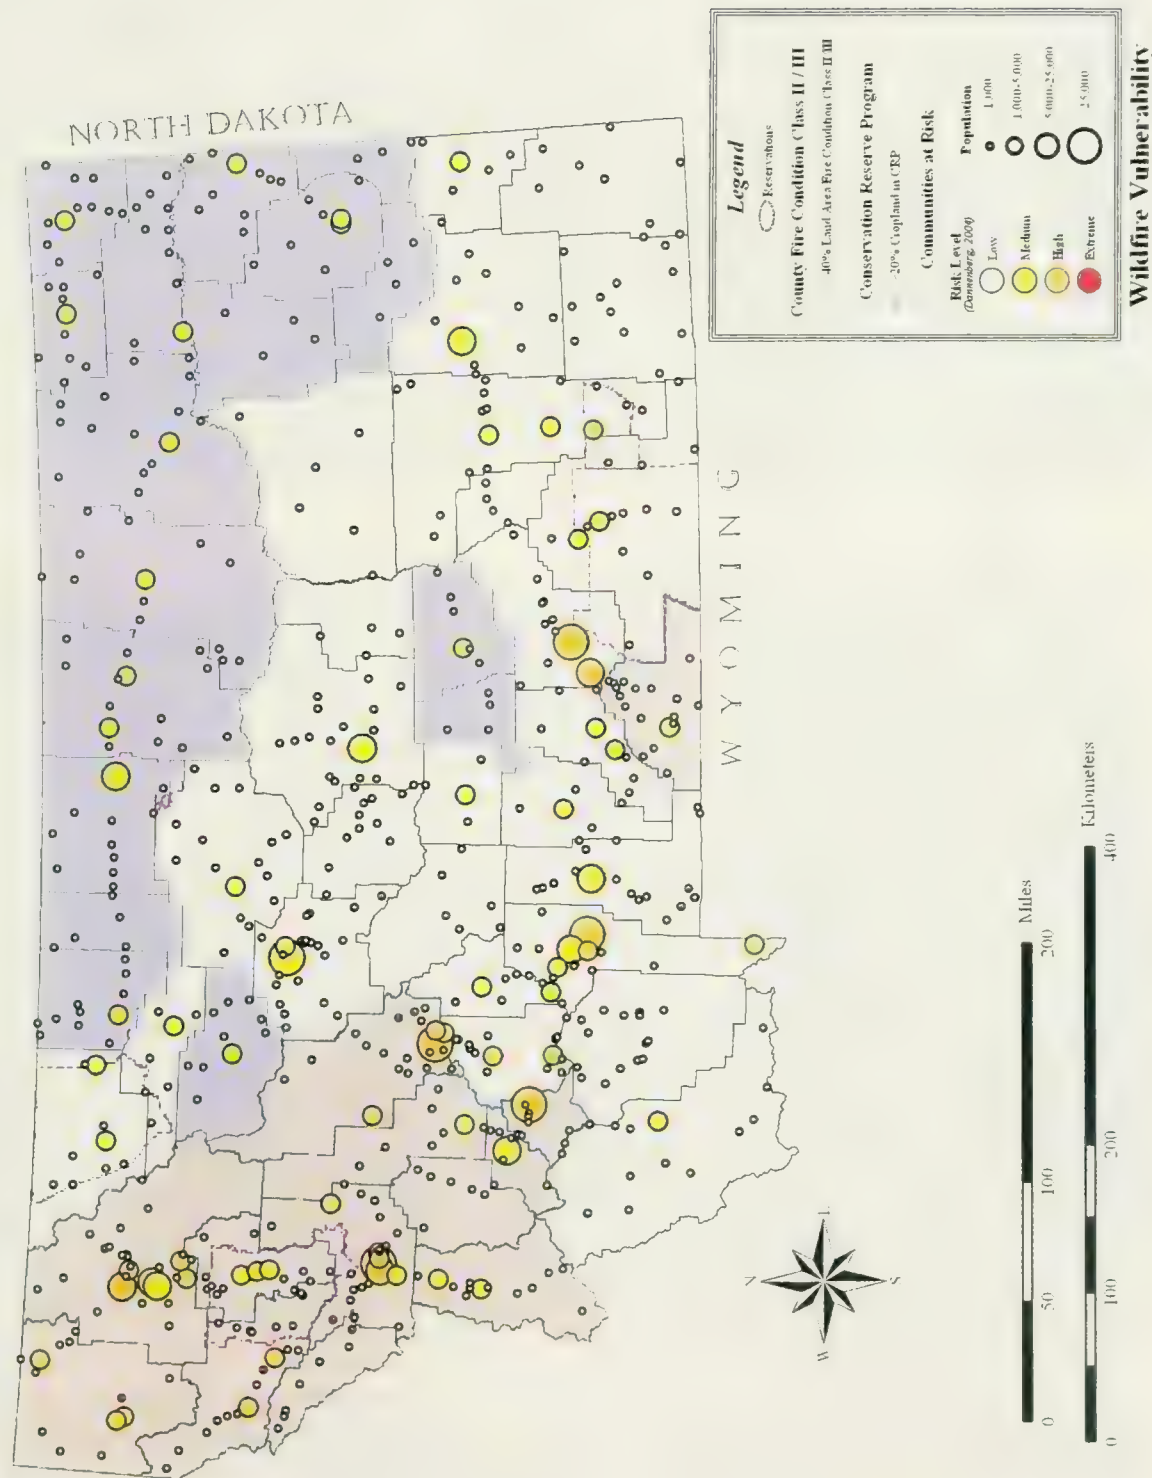 NORTH DAKOTA
WYOMING
Legend
Reservations
County Fire Condition Class II / III
40% Land Area Fire Condition Class II/III
Conservation Reserve Program
20% Cropland in CRP
Communities at Risk
Risk Level
(Dannenberg, 2004)
Low
Medium
High
Extreme
Population
1,000
1,000-5,000
5,000-25,000
25,000
Wildfire Vulnerability
N
W
S
Miles
0
50
100
200
Kilometers
0
100
200
400